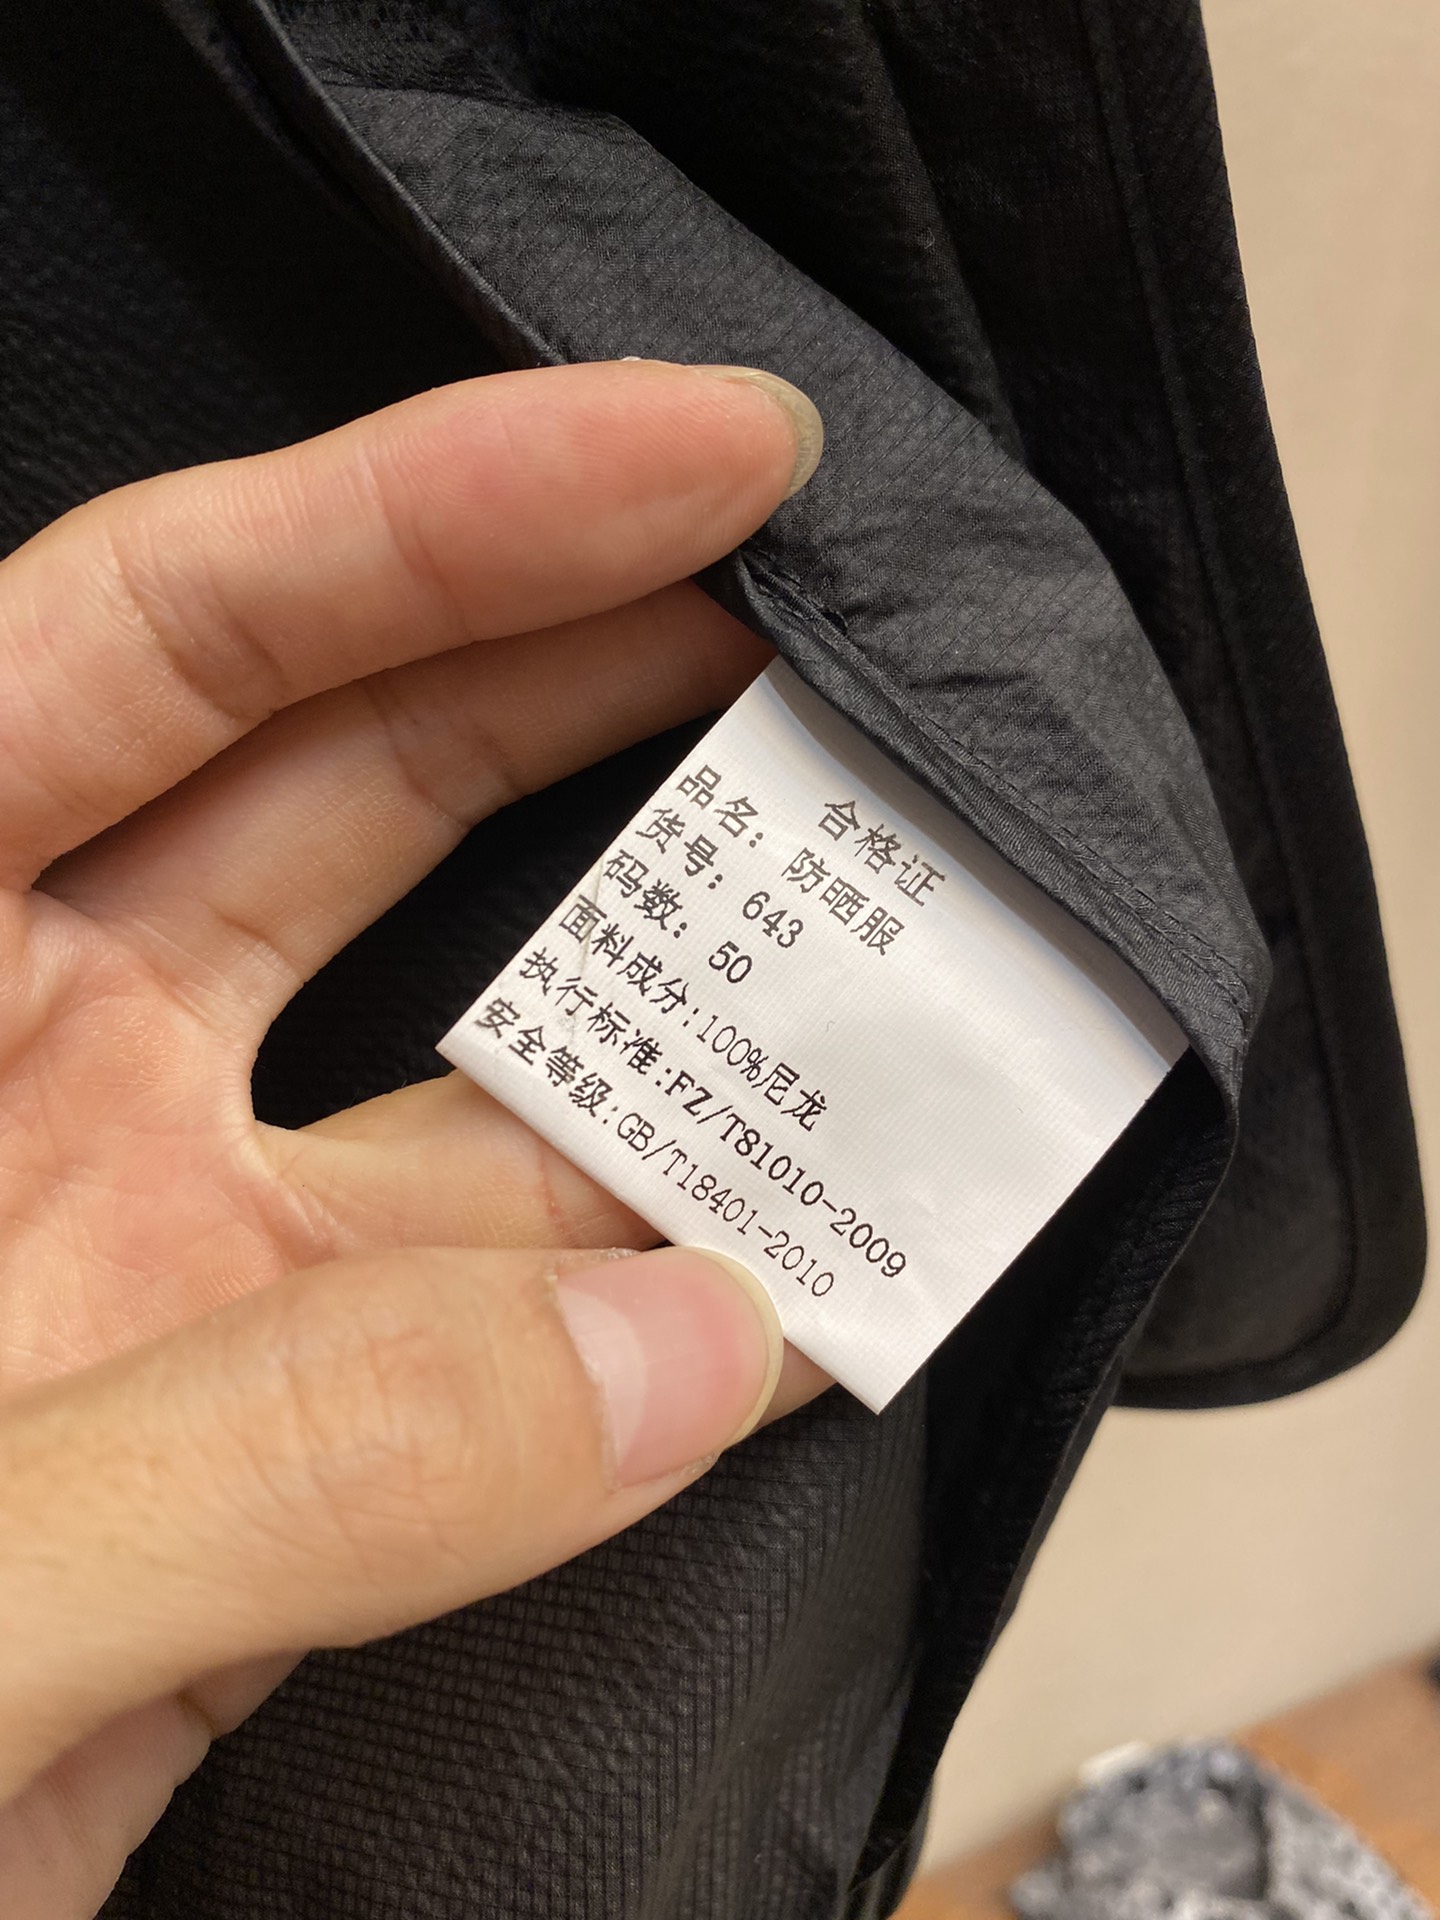 合格证
品名：防晒服
货号：643
码数：50
面料成分:100%尼龙
执行标准:FZ/T81010-2009
安全等级:GB/T18401-2010